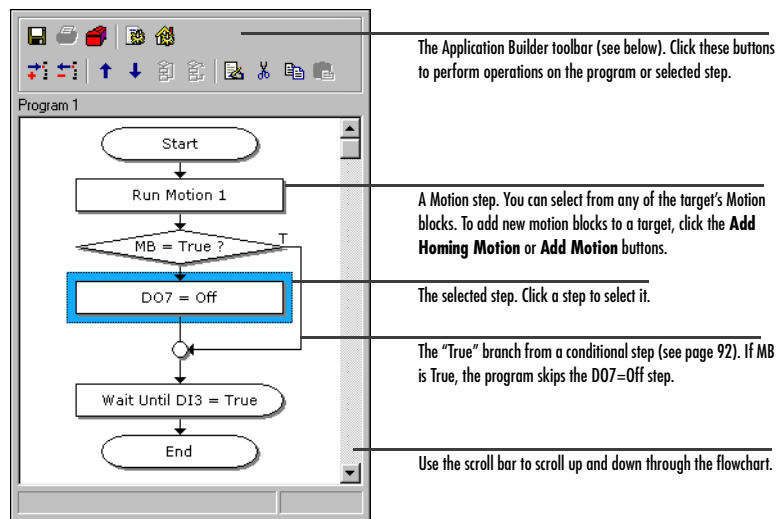 Program 1
Start
Run Motion 1
MB = True ?
T
DO7 = Off
Wait Until DI3 = True
End
The Application Builder toolbar (see below). Click these buttons
to perform operations on the program or selected step.
A Motion step. You can select from any of the target's Motion
blocks. To add new motion blocks to a target, click the Add
Homing Motion or Add Motion buttons.
The selected step. Click a step to select it.
The “True” branch from a conditional step (see page 92). If MB
is True, the program skips the DO7=Off step.
Use the scroll bar to scroll up and down through the flowchart.